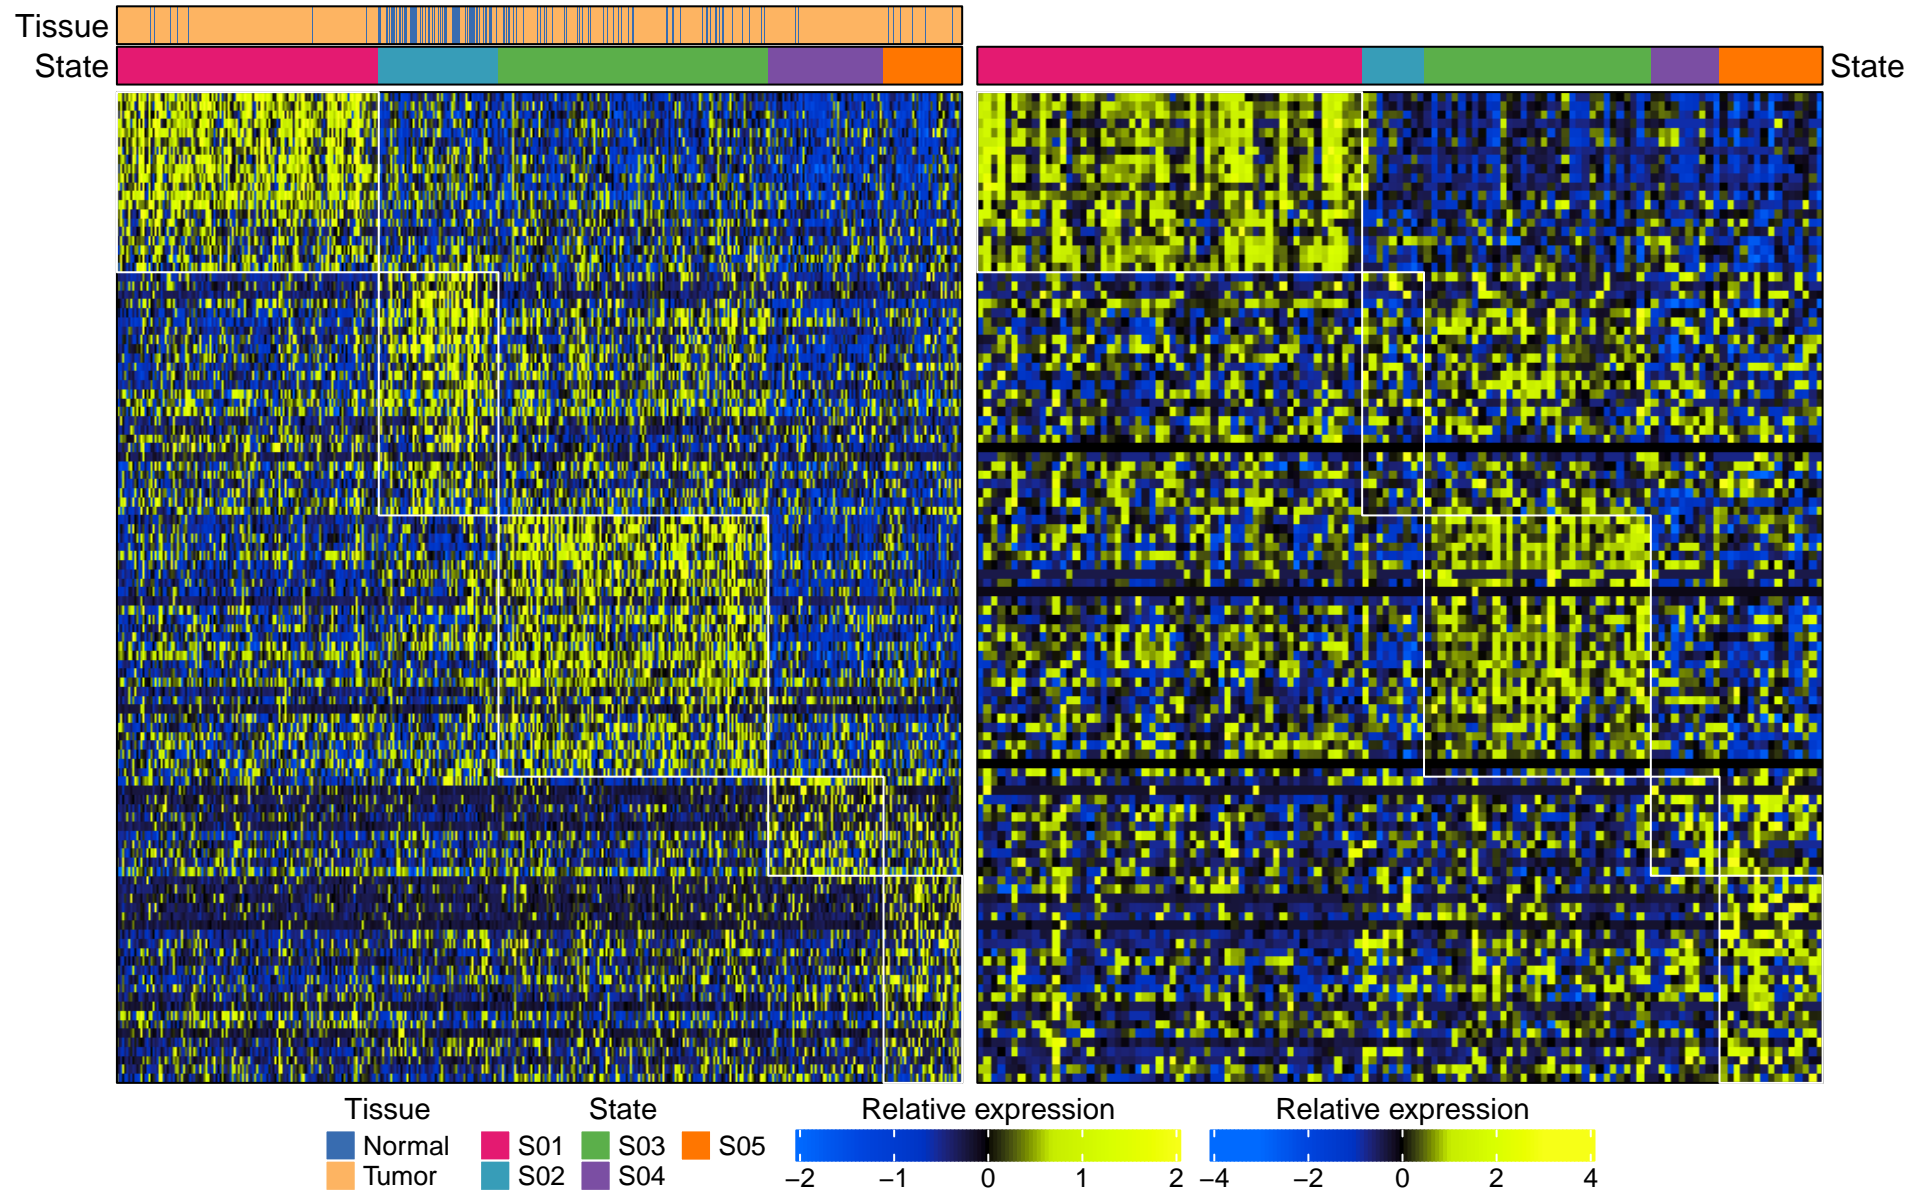 Tissue
State
State
Tissue State Relative expression Relative expression
Normal S01 S03 S05
Tumor S02 S04
−2 −1 0 1 2 −4 −2 0 2 4